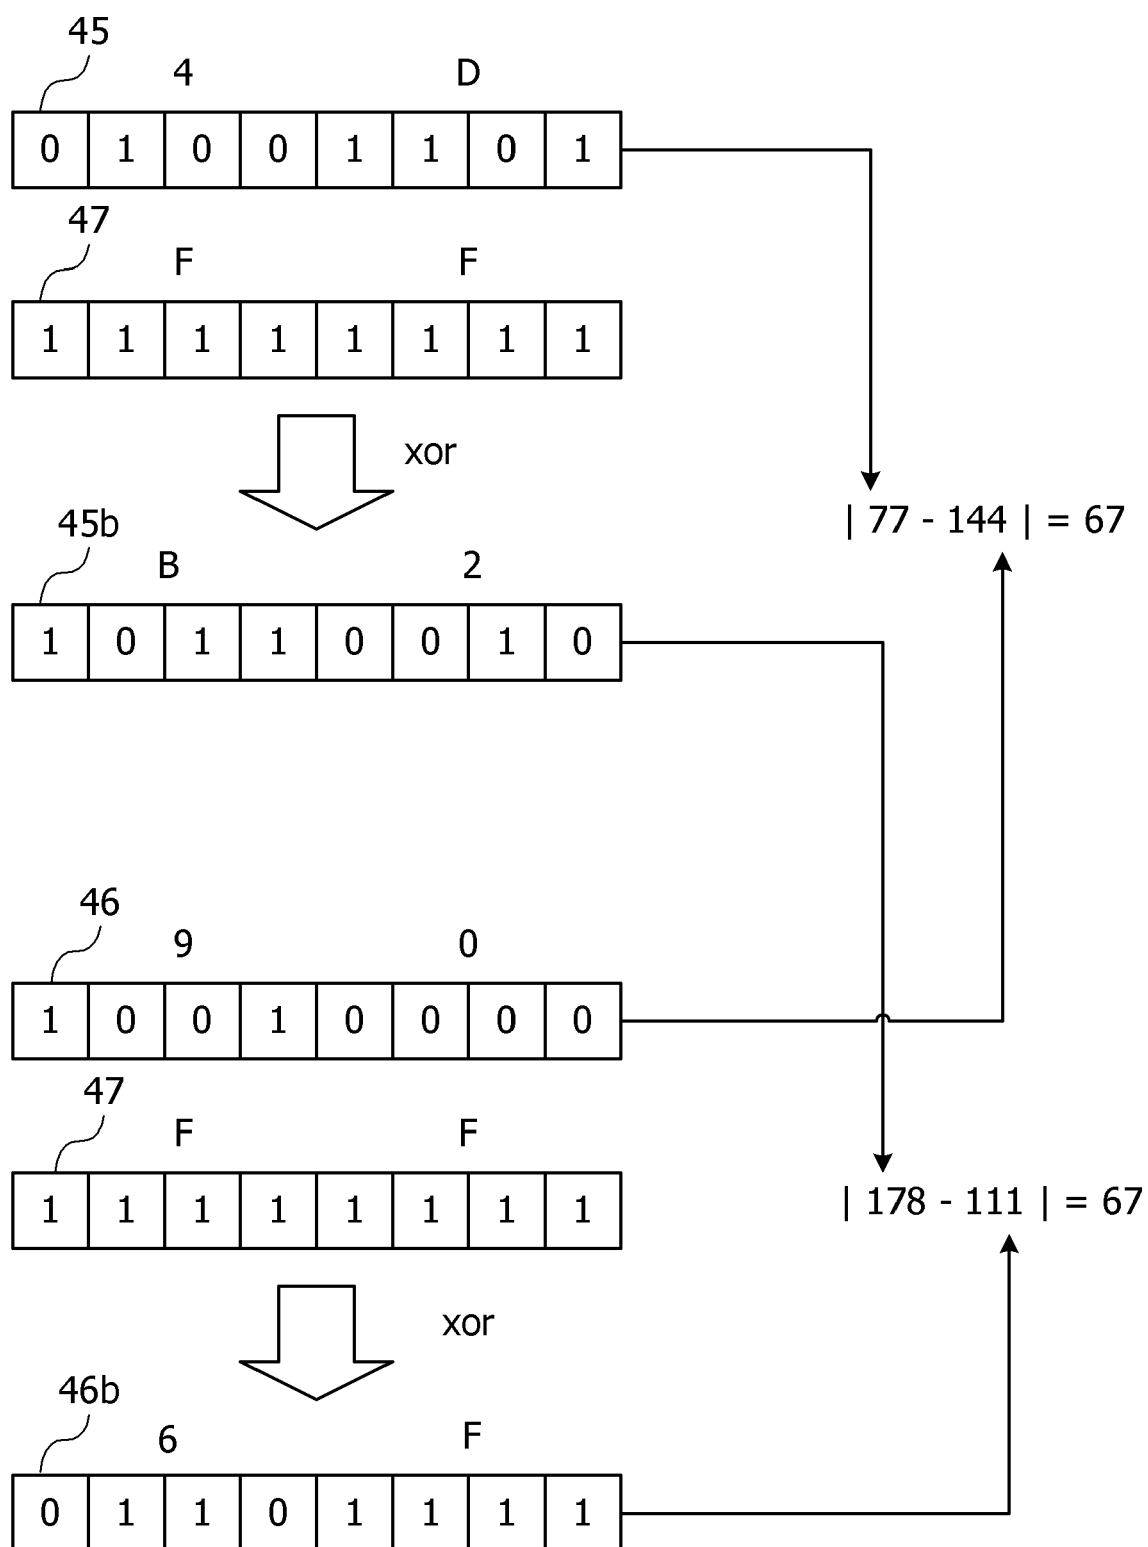 45
4 D
0 1 0 0 1 1 0 1
47
F F
1 1 1 1 1 1 1 1
xor
| 77 - 144 | = 67
45b
B 2
1 0 1 1 0 0 1 0
46
9 0
1 0 0 1 0 0 0 0
47
F F
1 1 1 1 1 1 1 1
| 178 - 111 | = 67
xor
46b
6 F
0 1 1 0 1 1 1 1